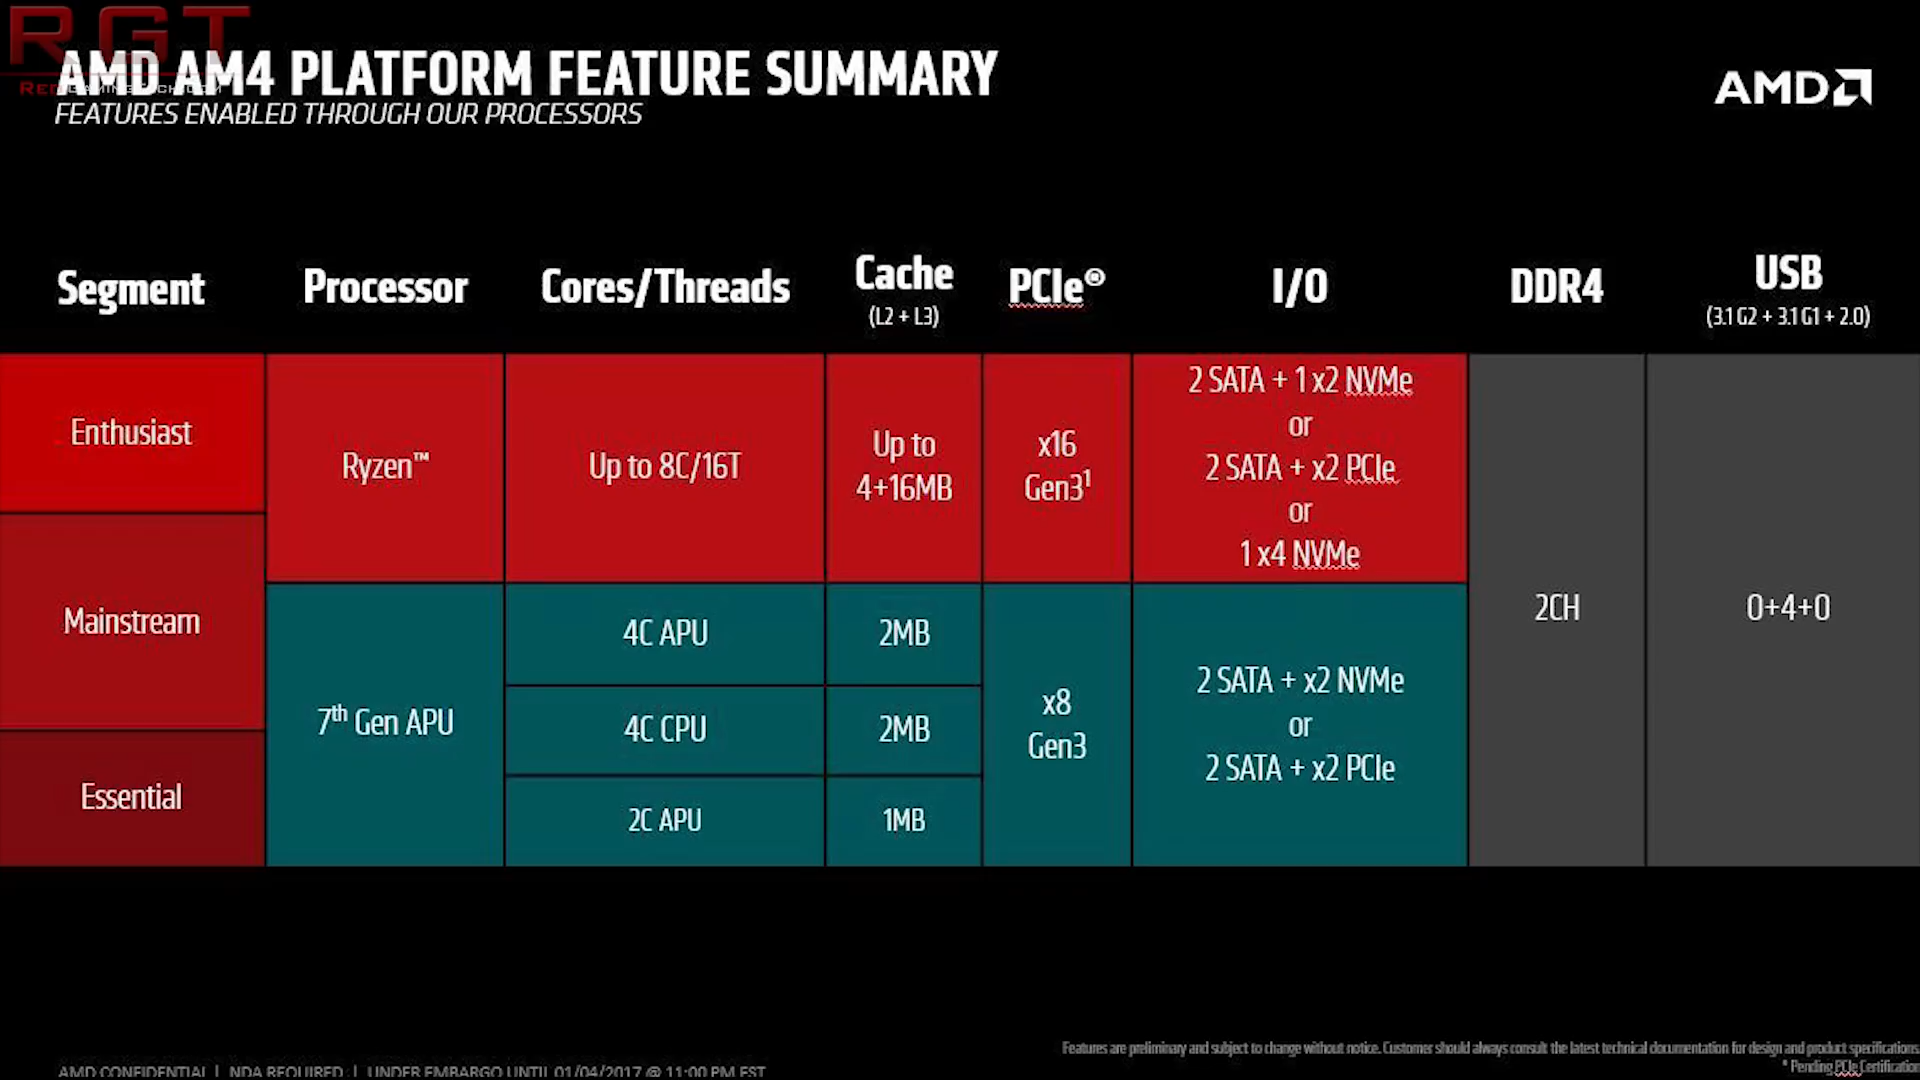 RGT
REDGAMINGTECH.COM
AMD AM4 PLATFORM FEATURE SUMMARY
FEATURES ENABLED THROUGH OUR PROCESSORS
AMD
Segment
Processor
Cores/Threads
Cache
(L2 + L3)
PCIe®
I/O
DDR4
USB
(3.1 G2 + 3.1 G1 + 2.0)
Enthusiast
Mainstream
Essential
Ryzen™
Up to 8C/16T
Up to
4+16MB
x16
Gen3¹
2 SATA + 1 x2 NVMe
or
2 SATA + x2 PCIe
or
1 x4 NVMe
7th Gen APU
4C APU
2MB
4C CPU
2MB
2C APU
1MB
x8
Gen3
2 SATA + x2 NVMe
or
2 SATA + x2 PCIe
2CH
0+4+0
Features are preliminary and subject to change without notice. Customer should always consult the latest technical documentation for design and product specifications.
* Pending PCIe Certification
AMD CONFIDENTIAL | NDA REQUIRED | UNDER EMBARGO UNTIL 01/04/2017 @ 11:00 PM EST